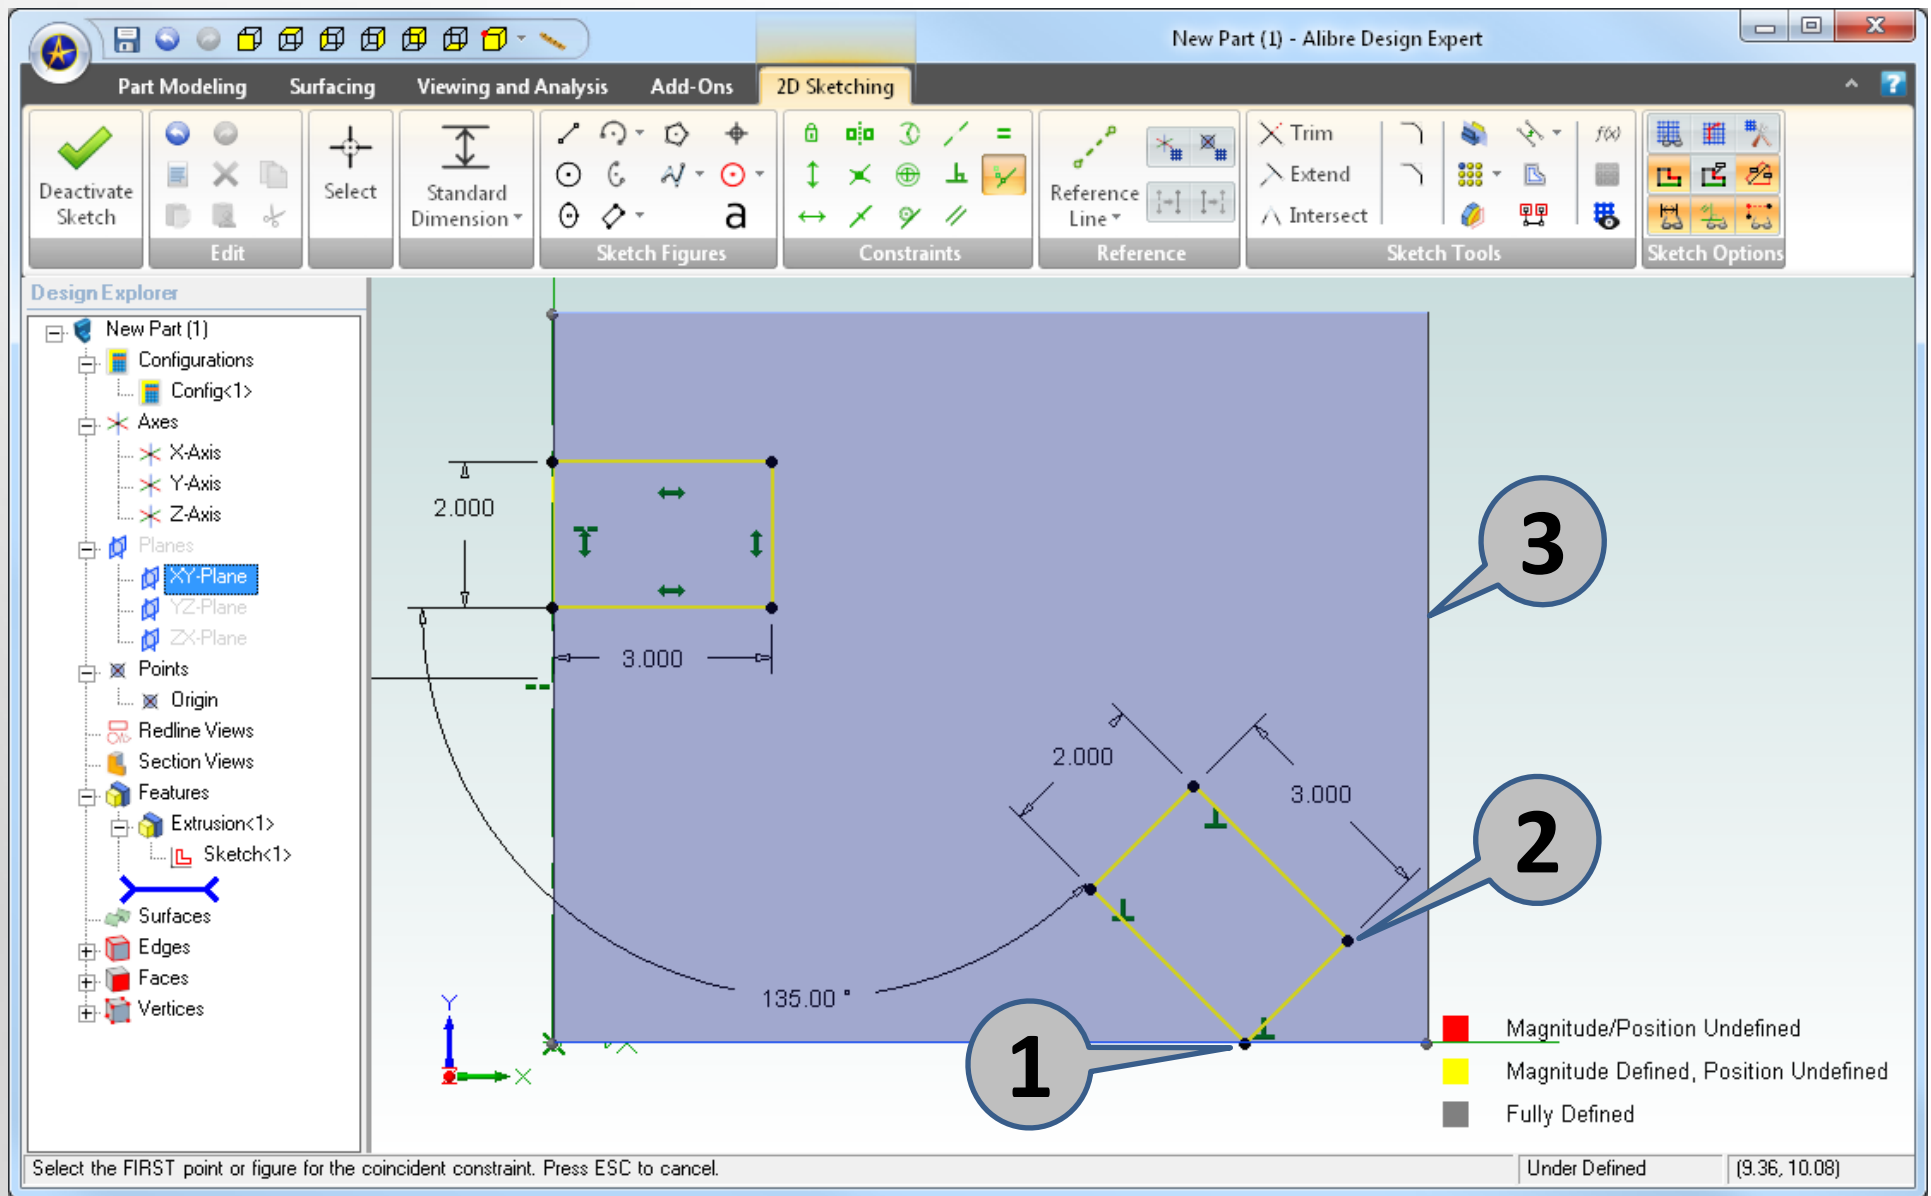 New Part (1) - Alibre Design Expert
Part Modeling
Surfacing
Viewing and Analysis
Add-Ons
2D Sketching
Deactivate
Sketch
Edit
Select
Standard
Dimension
a
Sketch Figures
Constraints
Reference
Line
Reference
Trim
Extend
Intersect
f(x)
Sketch Tools
Sketch Options
Design Explorer
New Part (1)
Configurations
Config<1>
Axes
X-Axis
Y-Axis
Z-Axis
Planes
XY-Plane
YZ-Plane
ZX-Plane
Points
Origin
Redline Views
Section Views
Features
Extrusion<1>
Sketch<1>
Surfaces
Edges
Faces
Vertices
2.000
3.000
3
2.000
3.000
2
135.00 °
1
Y
X
X
Magnitude/Position Undefined
Magnitude Defined, Position Undefined
Fully Defined
Select the FIRST point or figure for the coincident constraint. Press ESC to cancel.
Under Defined
(9.36, 10.08)